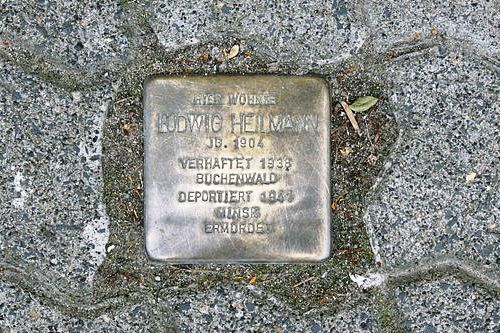 HIER WOHNTE
LUDWIG HEILMANN
JG. 1904
VERHAFTET 1938
BUCHENWALD
DEPORTIERT 1941
MINSK
ERMORDET